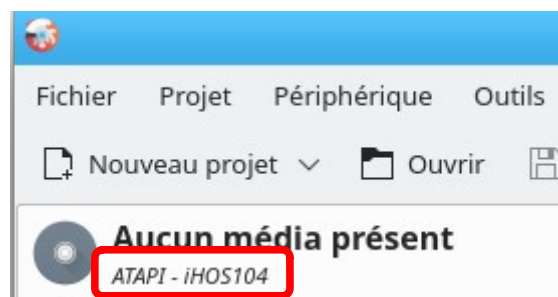 Fichier Projet Périphérique Outils
Nouveau projet Ouvrir
Aucun média présent
ATAPI - iHOS104